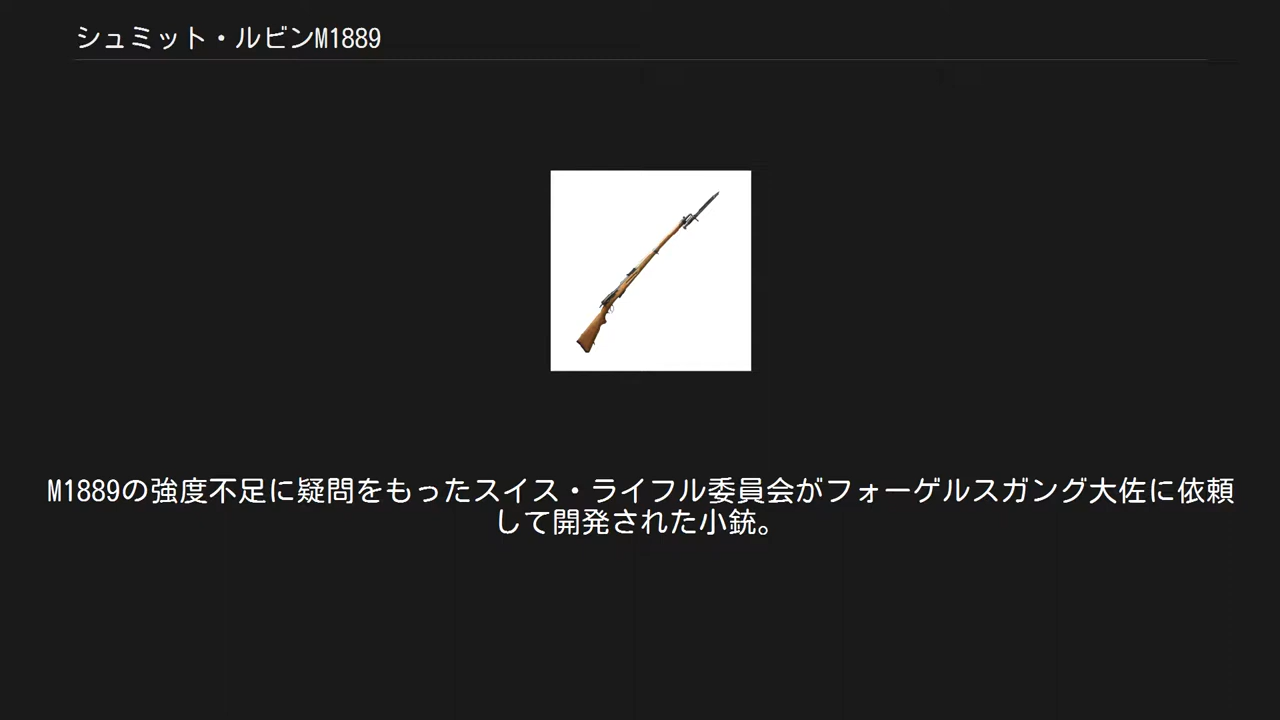 シュミット・ルビンM1889
M1889の強度不足に疑問をもったスイス・ライフル委員会がフォーゲルスガング大佐に依頼
して開発された小銃。